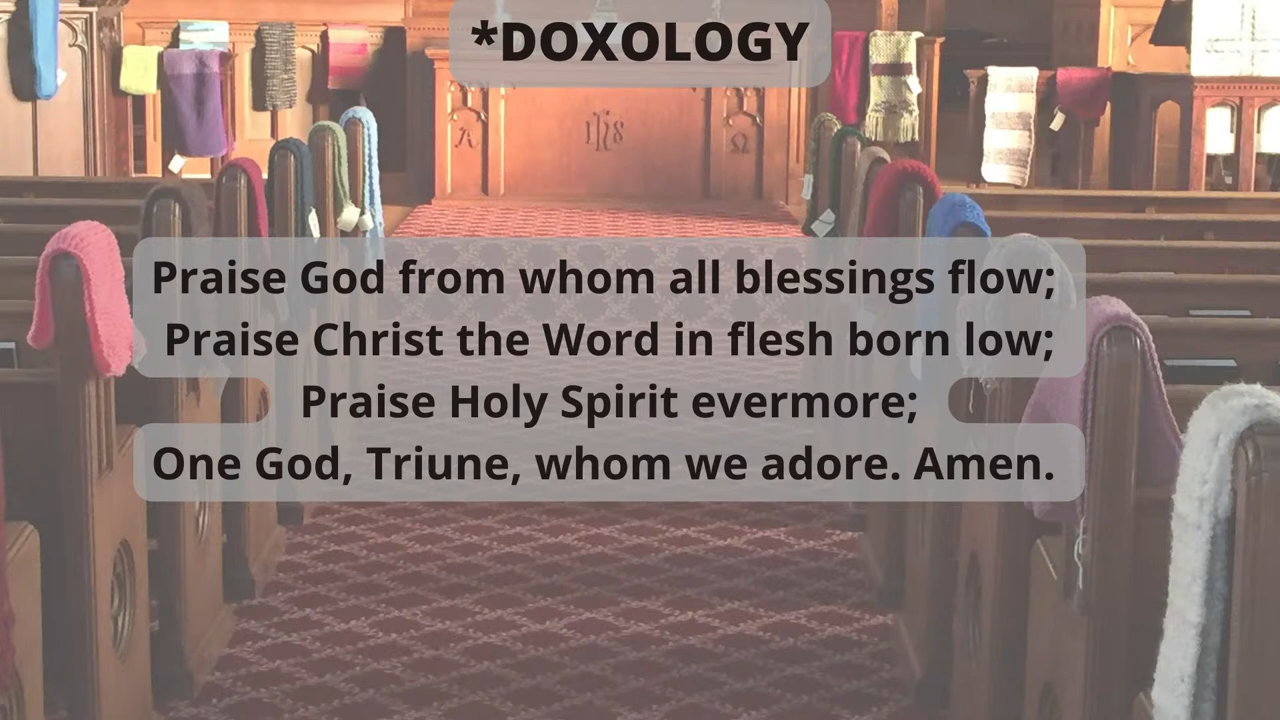 *DOXOLOGY
A
IHS
Ω
Praise God from whom all blessings flow;
Praise Christ the Word in flesh born low;
Praise Holy Spirit evermore;
One God, Triune, whom we adore. Amen.